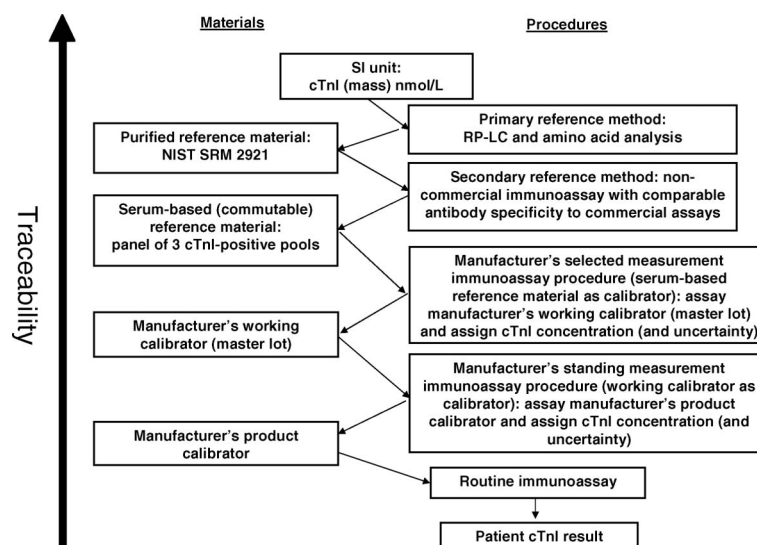 Materials
Procedures
SI unit:
cTnI (mass) nmol/L
Primary reference method:
RP-LC and amino acid analysis
Purified reference material:
NIST SRM 2921
Secondary reference method: non-
commercial immunoassay with comparable
antibody specificity to commercial assays
Serum-based (commutable)
reference material:
panel of 3 cTnI-positive pools
Manufacturer's selected measurement
immunoassay procedure (serum-based
reference material as calibrator): assay
manufacturer's working calibrator (master lot)
and assign cTnI concentration (and uncertainty)
Manufacturer's working
calibrator (master lot)
Manufacturer's standing measurement
immunoassay procedure (working calibrator as
calibrator): assay manufacturer's product
calibrator and assign cTnI concentration (and
uncertainty)
Manufacturer's product
calibrator
Routine immunoassay
Patient cTnI result
Traceability